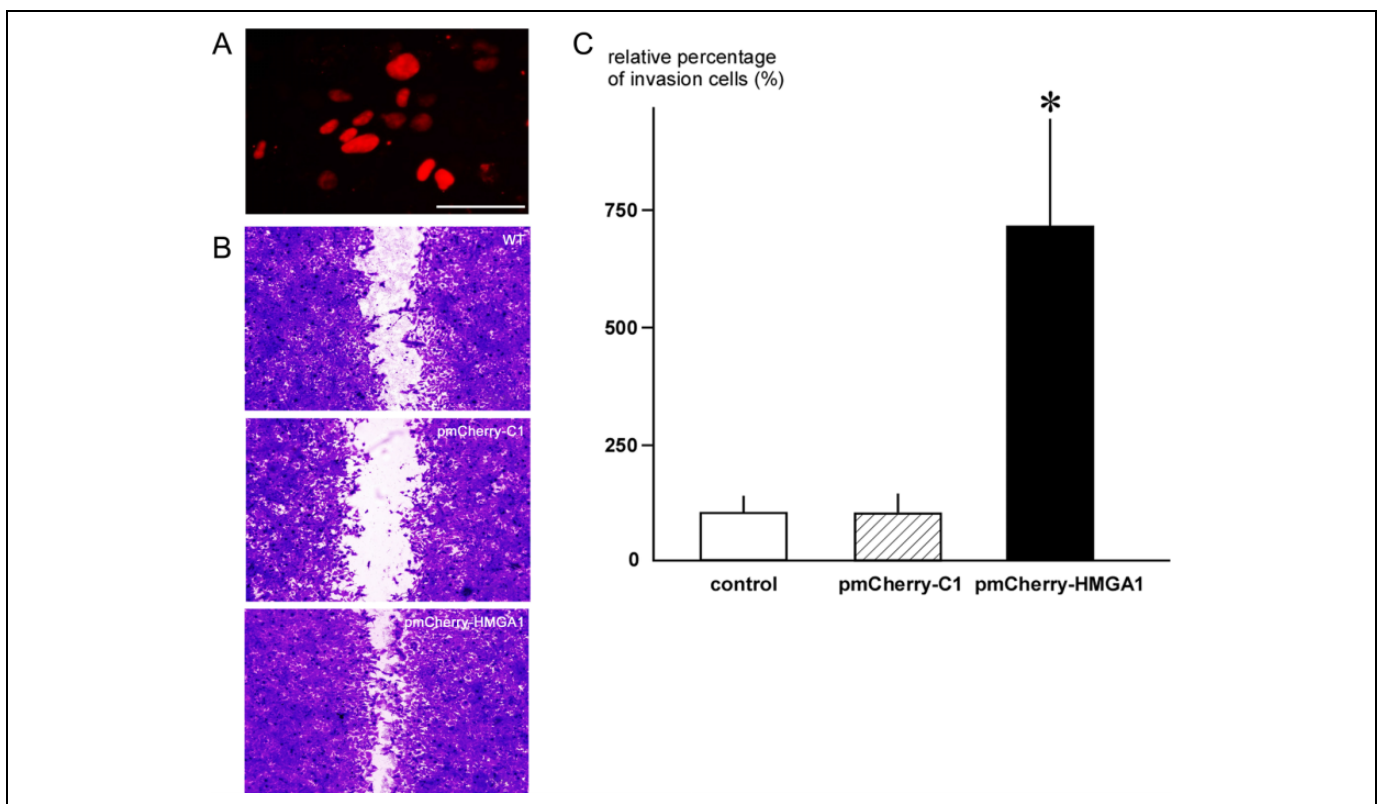 A
B
WT
pmCherry-C1
pmCherry-HMGA1
C
relative percentage
of invasion cells (%)
*
750
500
250
0
control pmCherry-C1 pmCherry-HMGA1